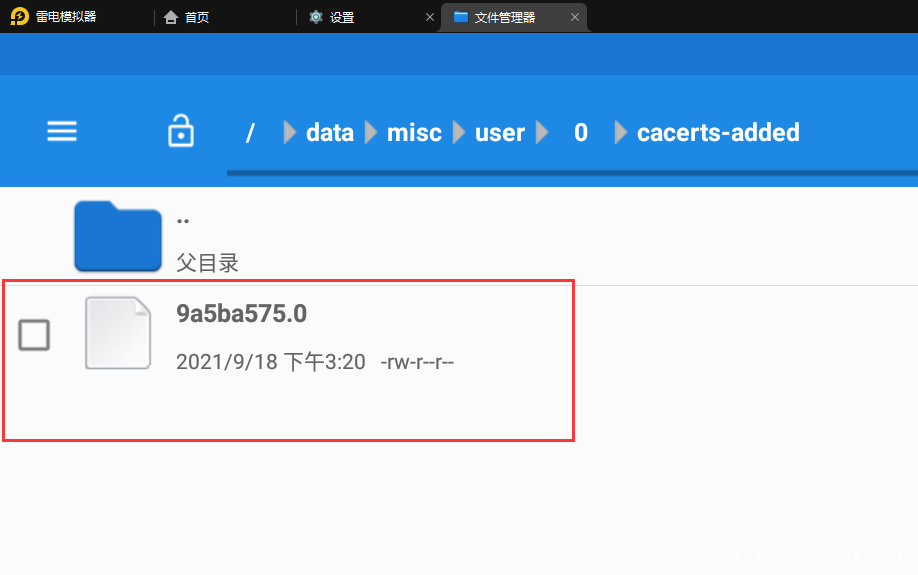 雷电模拟器 首页 设置 文件管理器
/ data misc user 0 cacerts-added
..
父目录
9a5ba575.0
2021/9/18 下午3:20 -rw-r--r--